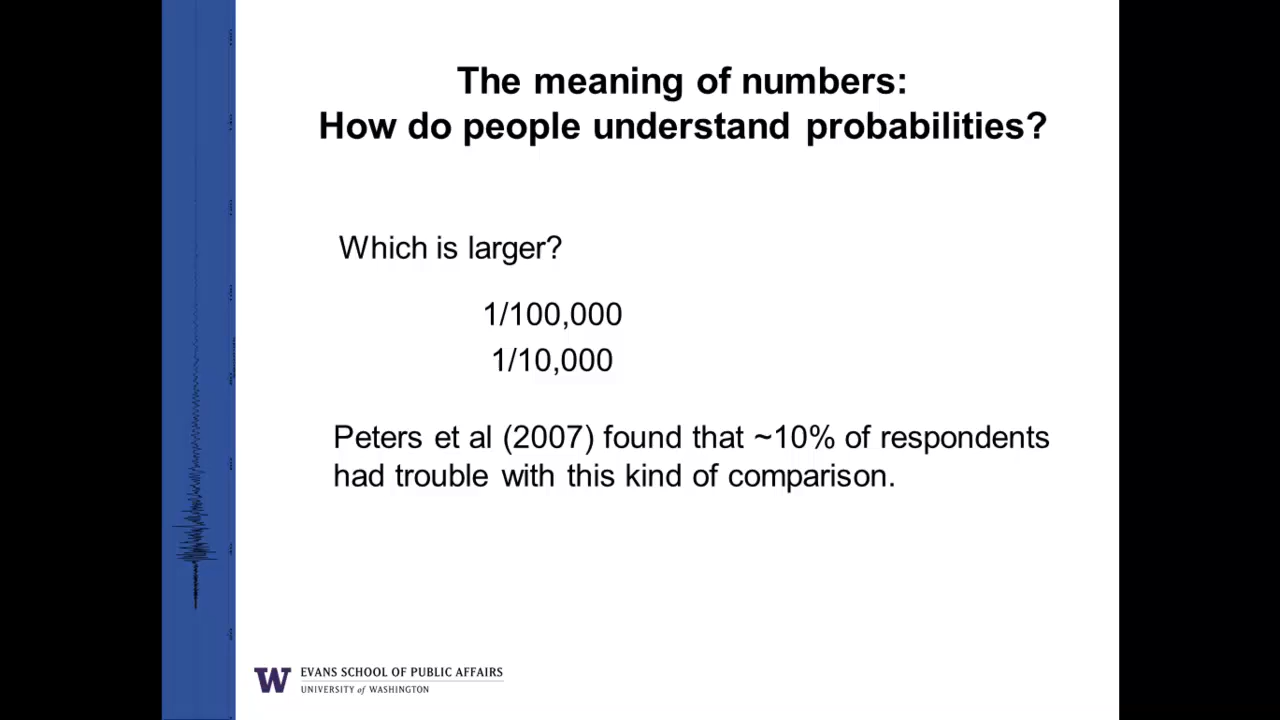 The meaning of numbers:
How do people understand probabilities?
Which is larger?
1/100,000
1/10,000
Peters et al (2007) found that ~10% of respondents
had trouble with this kind of comparison.
W EVANS SCHOOL OF PUBLIC AFFAIRS
UNIVERSITY of WASHINGTON